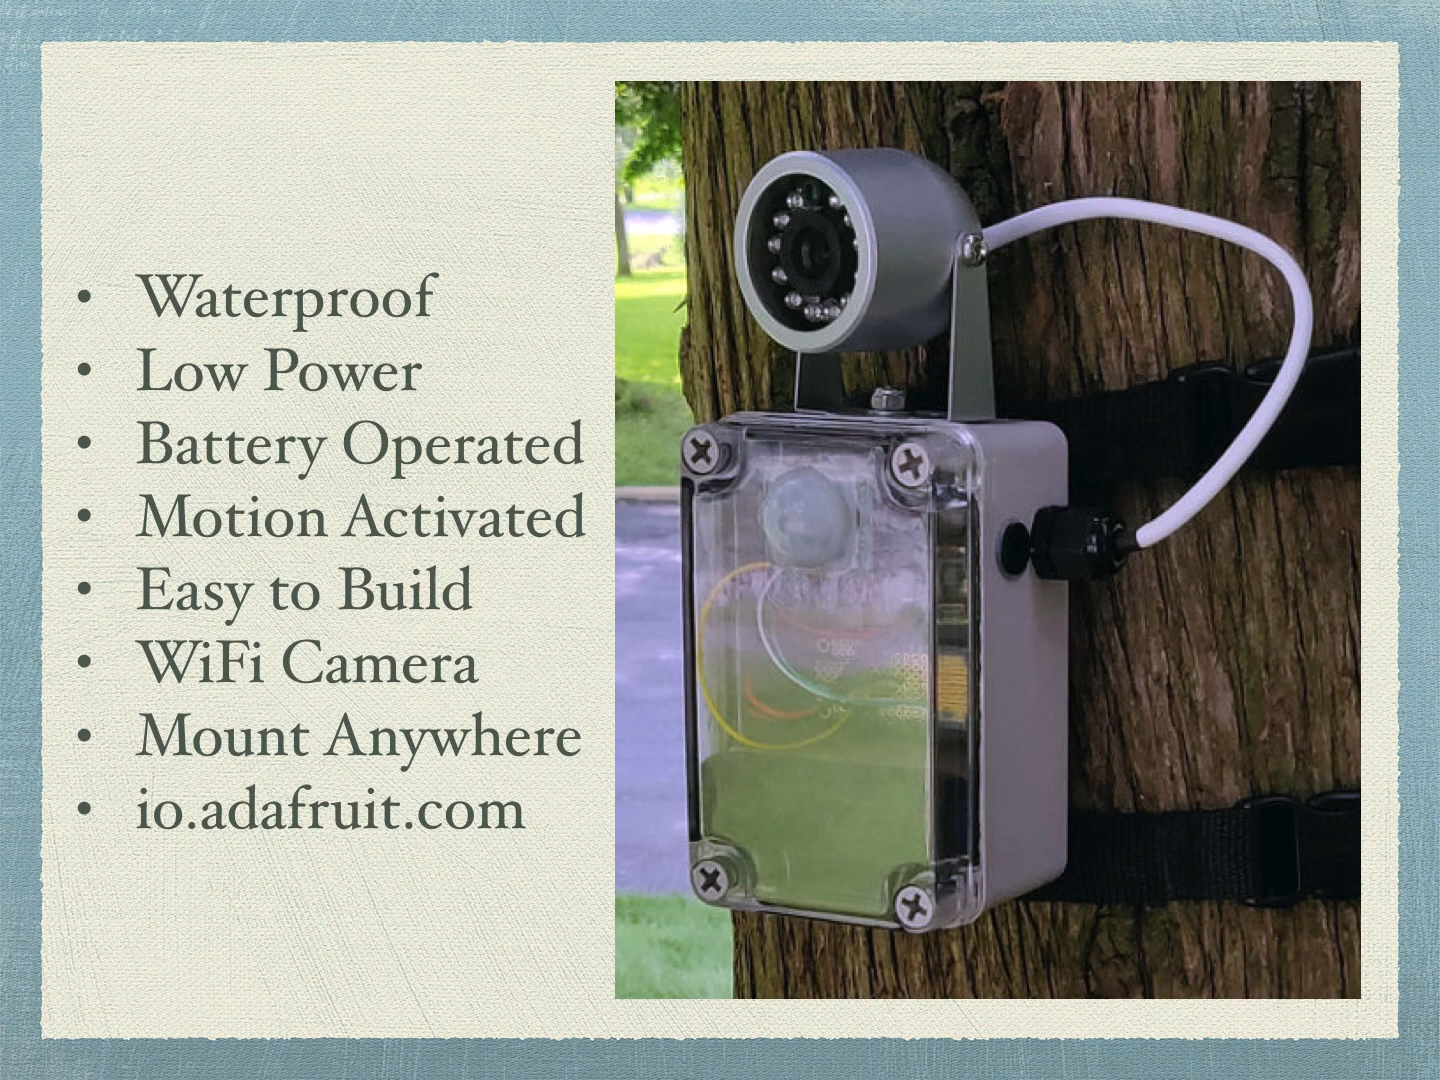 • Waterproof
• Low Power
• Battery Operated
• Motion Activated
• Easy to Build
• WiFi Camera
• Mount Anywhere
• io.adafruit.com